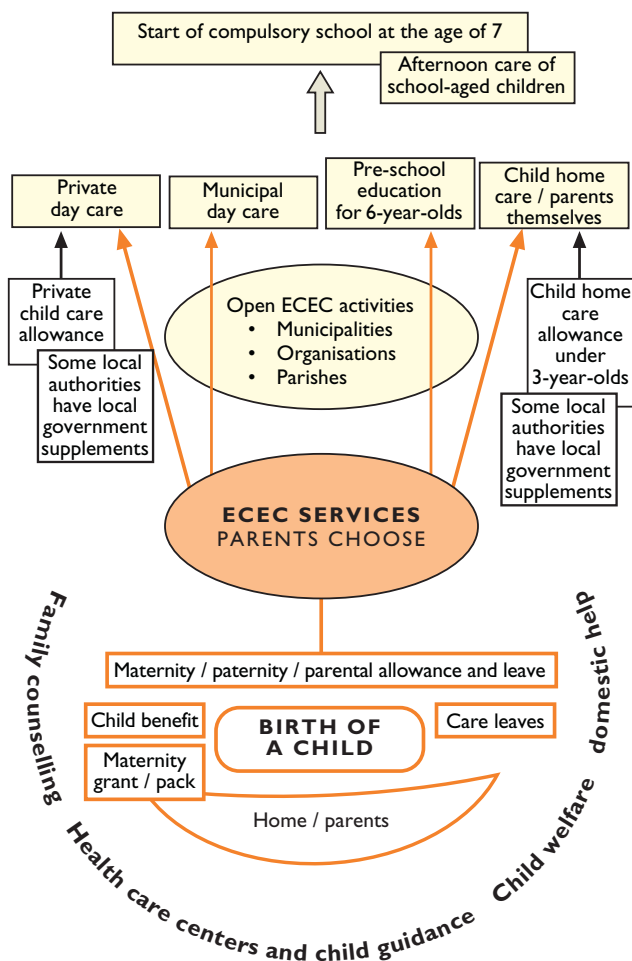 Start of compulsory school at the age of 7
Afternoon care of
school-aged children
Private
day care
Municipal
day care
Pre-school
education
for 6-year-olds
Child home
care / parents
themselves
Private
child care
allowance
Some local
authorities
have local
government
supplements
Open ECEC activities
• Municipalities
• Organisations
• Parishes
Child home
care
allowance
under
3-year-olds
Some local
authorities
have local
government
supplements
ECEC SERVICES
PARENTS CHOOSE
Maternity / paternity / parental allowance and leave
Child benefit
BIRTH OF
A CHILD
Care leaves
Maternity
grant / pack
Home / parents
Family counselling
Health care centers and child guidance
Child welfare
domestic help